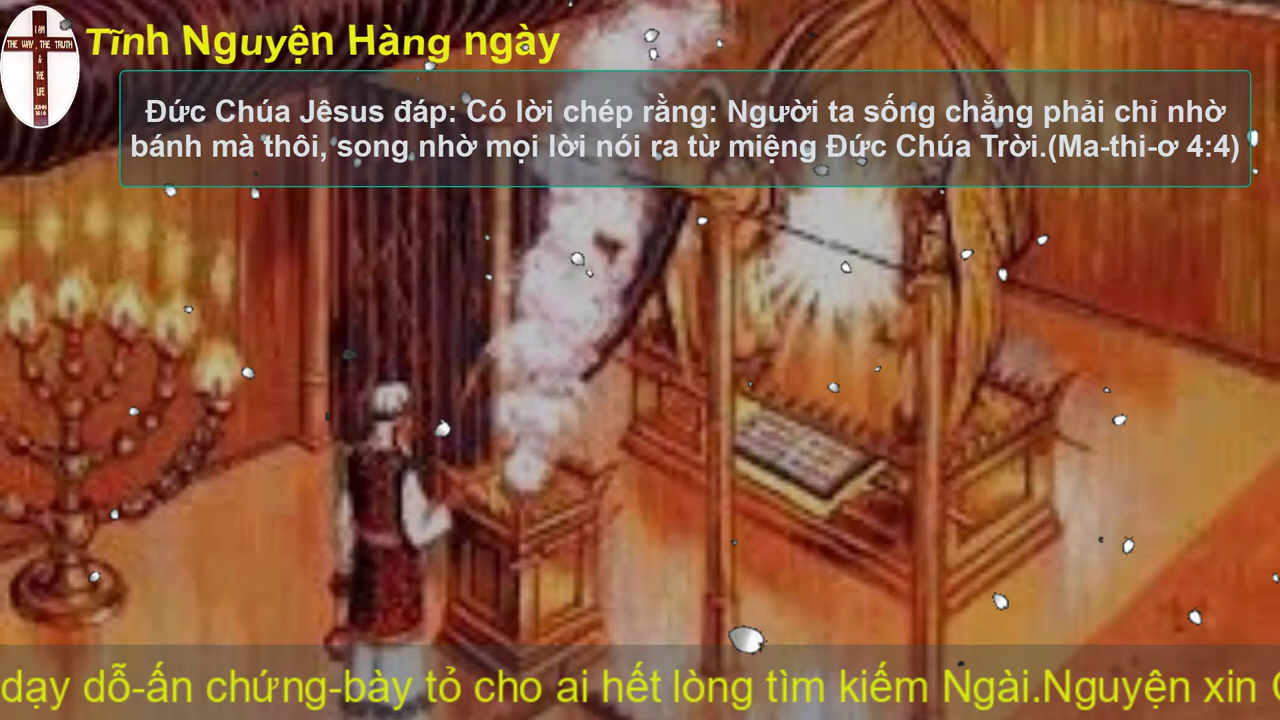 I AM
THE WAY , THE TRUTH
&
THE
LIFE
JOHN
14:6
Tĩnh Nguyện Hàng ngày
Đức Chúa Jêsus đáp: Có lời chép rằng: Người ta sống chẳng phải chỉ nhờ
bánh mà thôi, song nhờ mọi lời nói ra từ miệng Đức Chúa Trời.(Ma-thi-ơ 4:4)
dạy dỗ-ấn chứng-bày tỏ cho ai hết lòng tìm kiếm Ngài.Nguyện xin